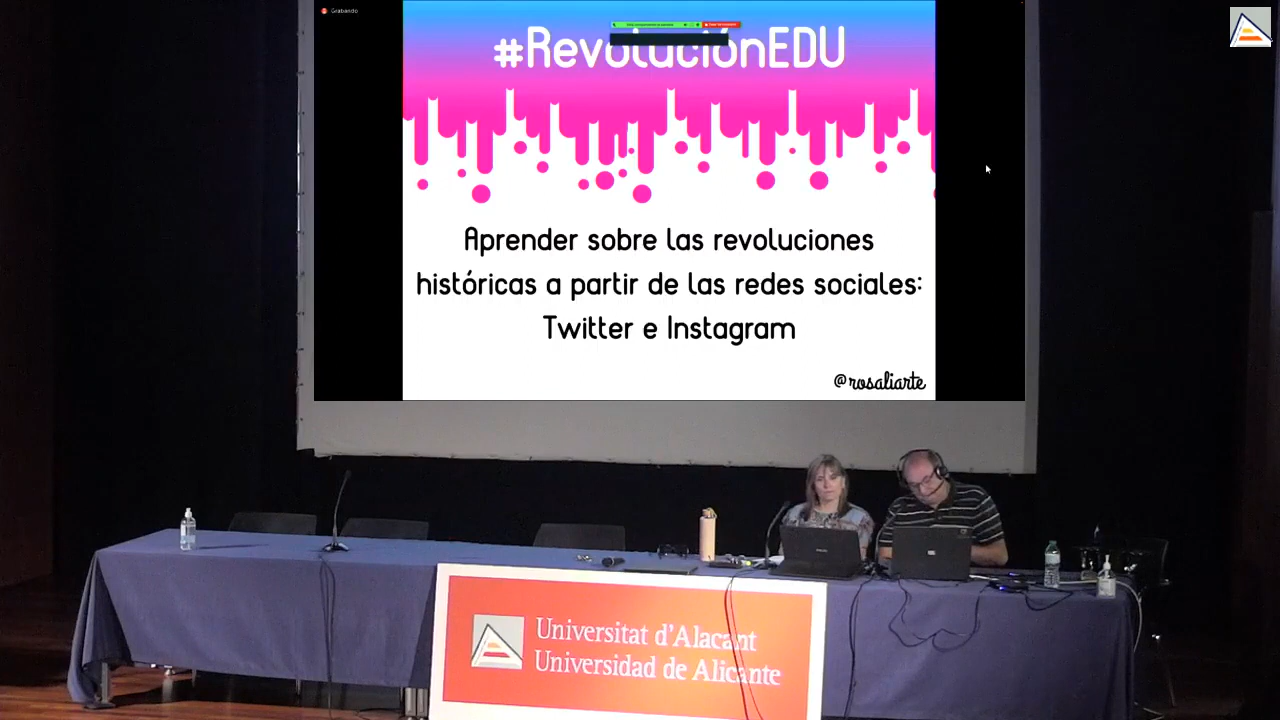 Grabando
#RevoluciónEDU
Aprender sobre las revoluciones
históricas a partir de las redes sociales:
Twitter e Instagram
@rosaliarte
Universitat d'Alacant
Universidad de Alicante